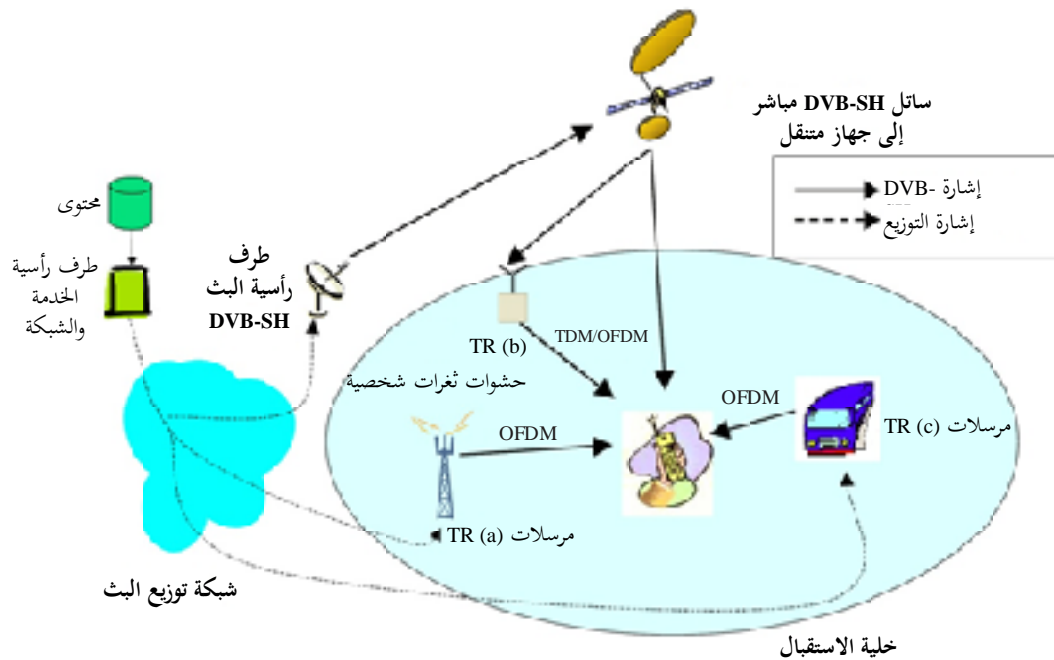 ساتل DVB-SH مباشر
إلى جهاز متنقل
إشارة DVB-
إشارة التوزيع
محتوى
طرف رأسية
الخدمة
والشبكة
طرف
رأسية البث
DVB-SH
TR (b)
حشوات ثغرات شخصية
TDM/OFDM
OFDM
OFDM
مرسلات TR (c)
مرسلات TR (a)
شبكة توزيع البث
خلية الاستقبال